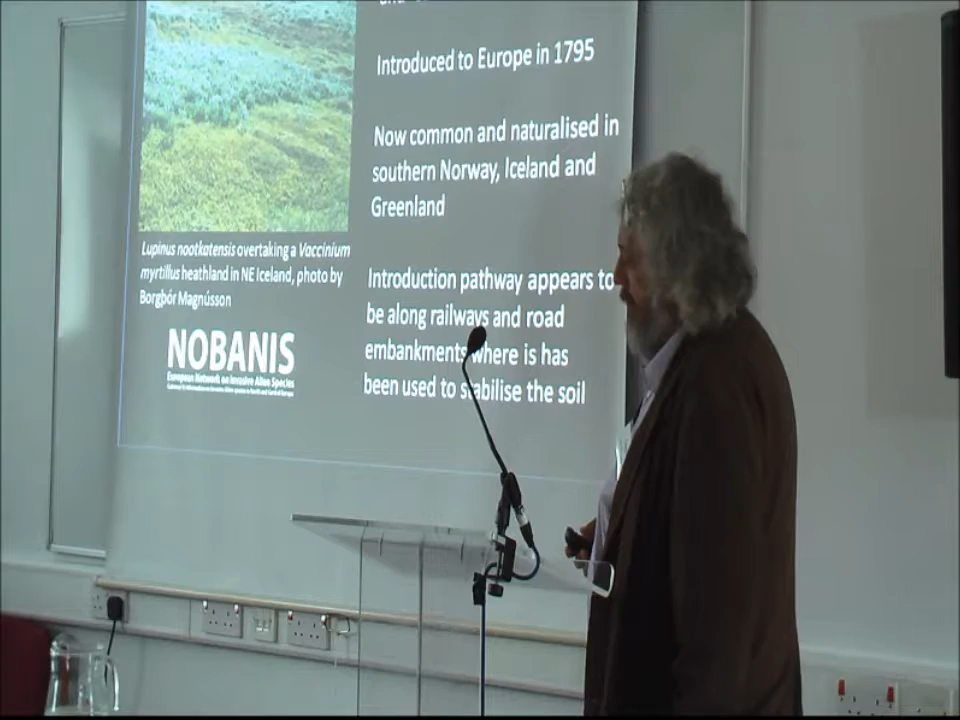 Introduced to Europe in 1795
Now common and naturalised in
southern Norway, Iceland and
Greenland
Lupinus nootkatensis overtaking a Vaccinium
myrtillus heathland in NE Iceland, photo by
Borgþór Magnússon
Introduction pathway appears to
be along railways and road
embankments where is has
been used to stabilise the soil
NOBANIS
European Network on Invasive Alien Species